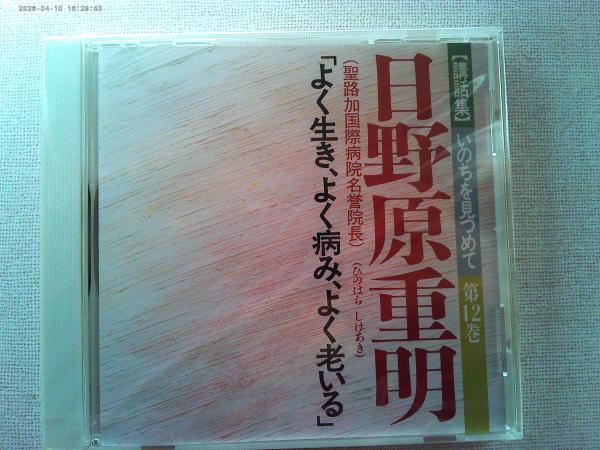 2026-04-10 16:29:53
【講話集】いのちを見つめて 第12巻
日野原重明
(聖路加国際病院名誉院長)
(ひのはら しげあき)
「よく生き、よく病み、よく老いる」